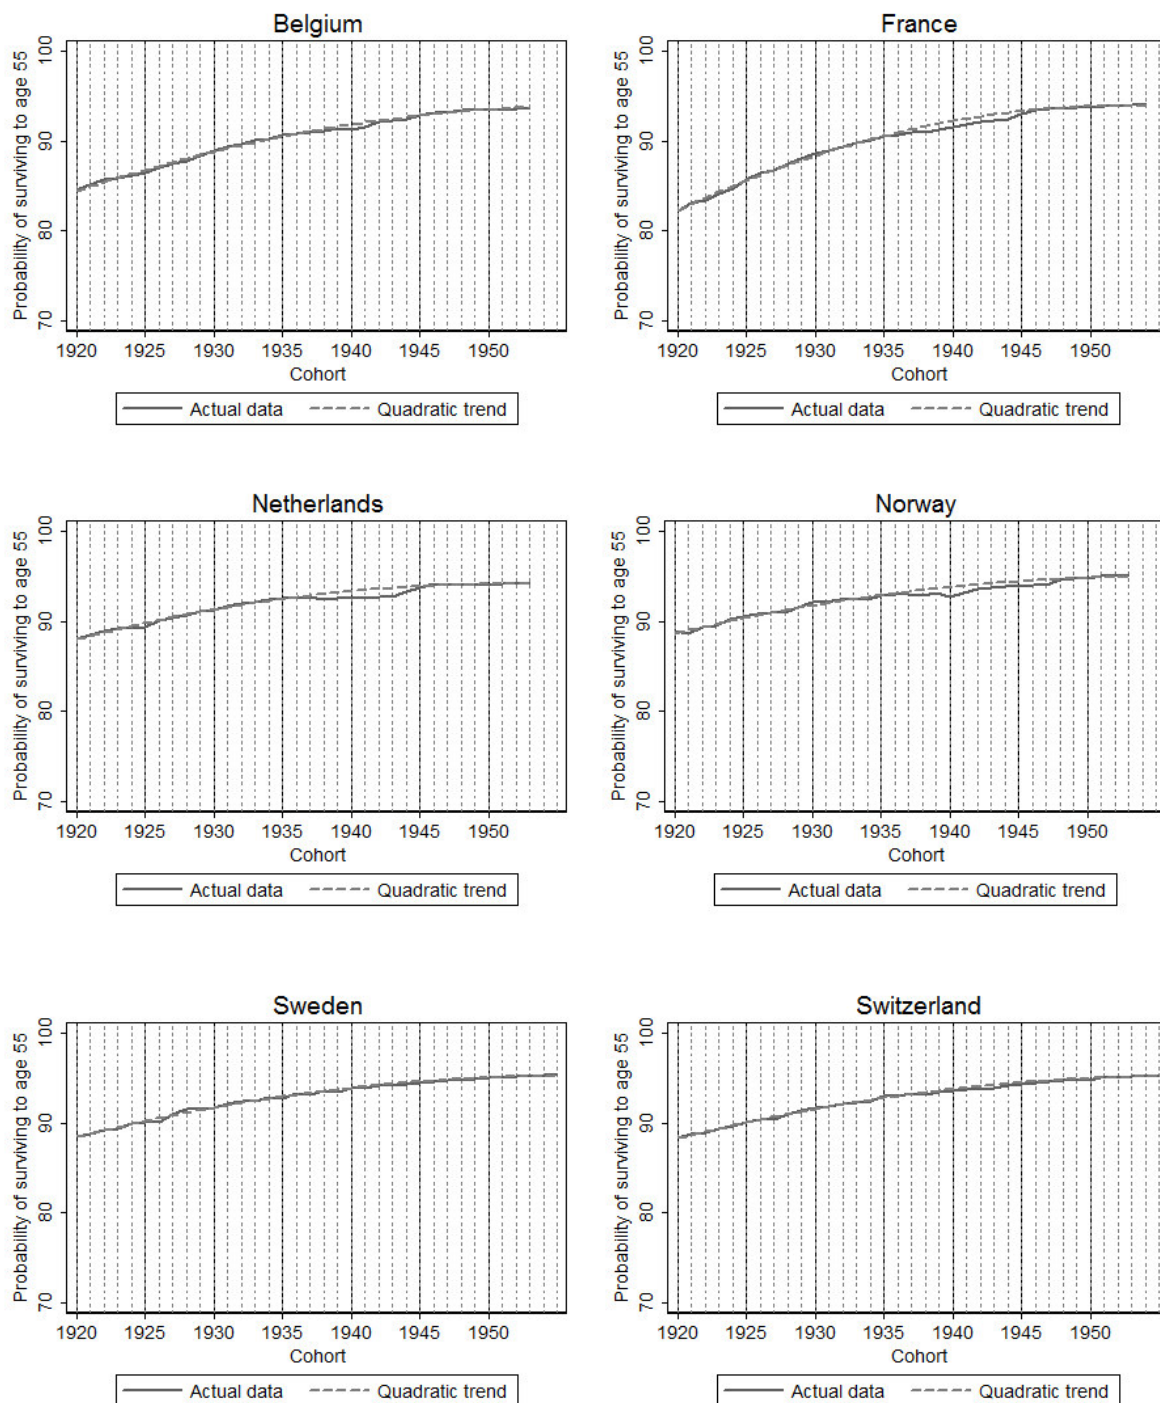 Belgium
Probability of surviving to age 55
100
90
80
70
1920 1925 1930 1935 1940 1945 1950
Cohort
Actual data Quadratic trend
France
Probability of surviving to age 55
100
90
80
70
1920 1925 1930 1935 1940 1945 1950
Cohort
Actual data Quadratic trend
Netherlands
Probability of surviving to age 55
100
90
80
70
1920 1925 1930 1935 1940 1945 1950
Cohort
Actual data Quadratic trend
Norway
Probability of surviving to age 55
100
90
80
70
1920 1925 1930 1935 1940 1945 1950
Cohort
Actual data Quadratic trend
Sweden
Probability of surviving to age 55
100
90
80
70
1920 1925 1930 1935 1940 1945 1950
Cohort
Actual data Quadratic trend
Switzerland
Probability of surviving to age 55
100
90
80
70
1920 1925 1930 1935 1940 1945 1950
Cohort
Actual data Quadratic trend